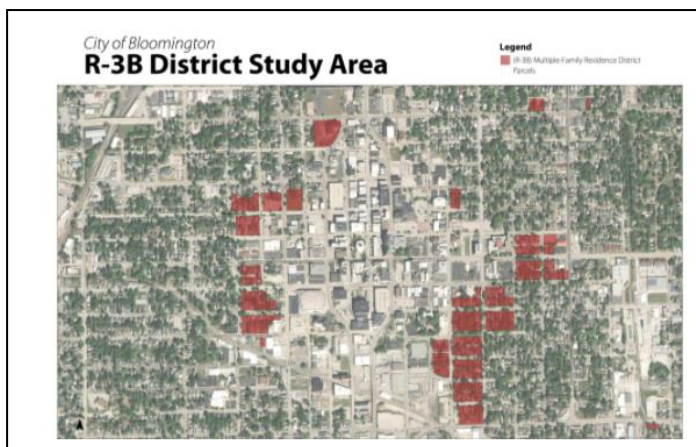 City of Bloomington
R-3B District Study Area
Legend
(R-3B) Multiple-Family Residence District
Parcels